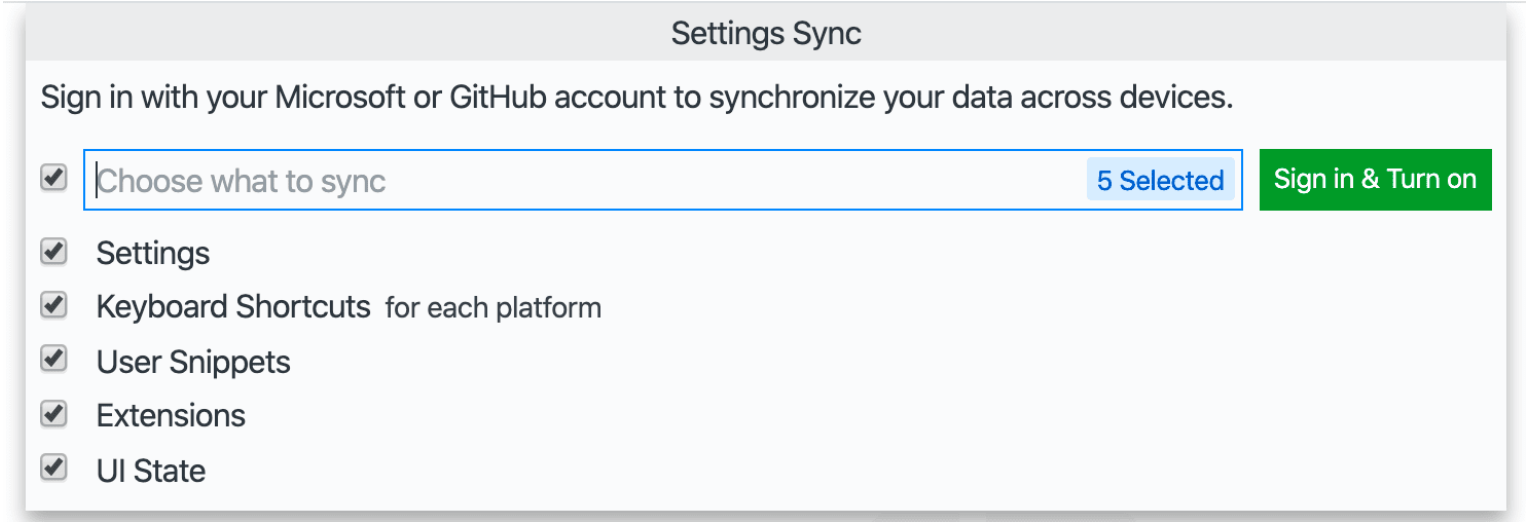 Settings Sync
Sign in with your Microsoft or GitHub account to synchronize your data across devices.
Choose what to sync 5 Selected Sign in & Turn on
Settings
Keyboard Shortcuts for each platform
User Snippets
Extensions
UI State